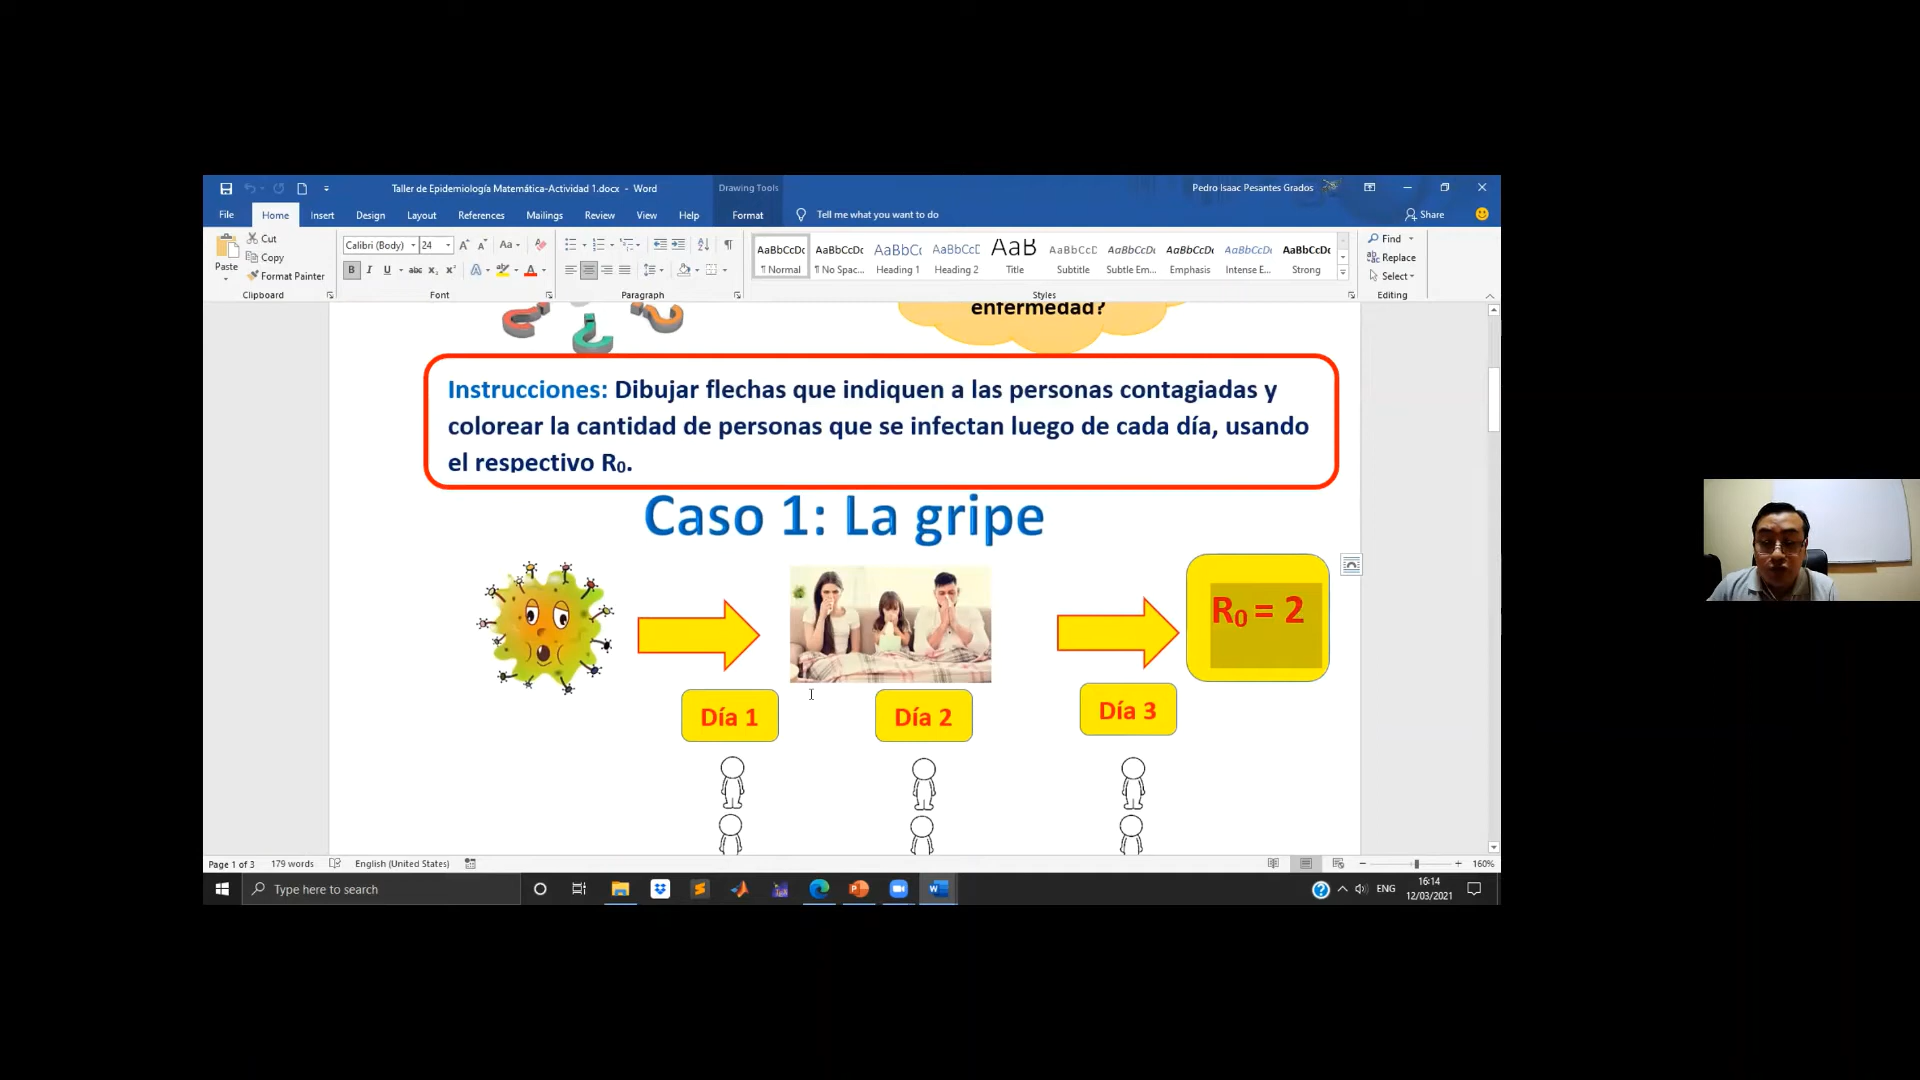 Taller de Epidemiología Matemática-Actividad 1.docx - Word
Drawing Tools
Pedro Isaac Pesantes Grados
File Home Insert Design Layout References Mailings Review View Help Format Tell me what you want to do Share
Paste
Cut
Copy
Format Painter
Clipboard
Calibri (Body) 24
Font
Paragraph
AaBbCcDc AaBbCcDc AaBbCc AaBbCcD AaB AaBbCcD AaBbCcDc AaBbCcDc AaBbCcDc AaBbCcDc
¶ Normal ¶ No Spac... Heading 1 Heading 2 Title Subtitle Subtle Em... Emphasis Intense E... Strong
Styles
Find
Replace
Select
Editing
enfermedad?
Instrucciones: Dibujar flechas que indiquen a las personas contagiadas y
colorear la cantidad de personas que se infectan luego de cada día, usando
el respectivo R₀.
Caso 1: La gripe
R₀ = 2
Día 1
Día 2
Día 3
Page 1 of 3 179 words English (United States) 160%
Type here to search
ENG
16:14
12/03/2021